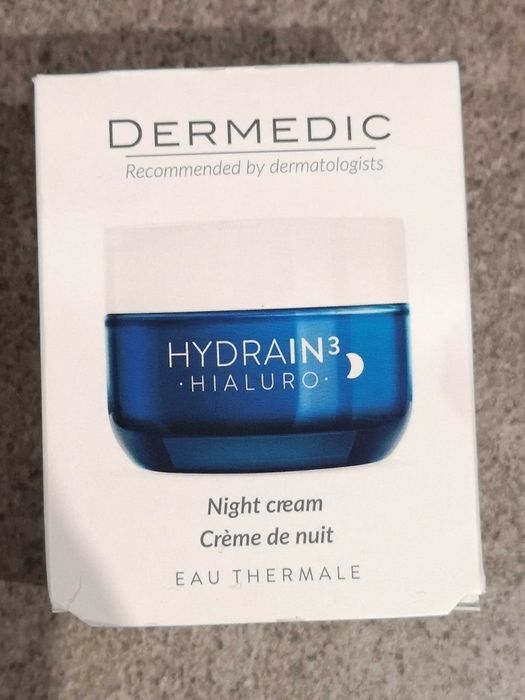 DERMEDIC
Recommended by dermatologists
HYDRAIN³
·HIALURO·
Night cream
Crème de nuit
EAU THERMALE